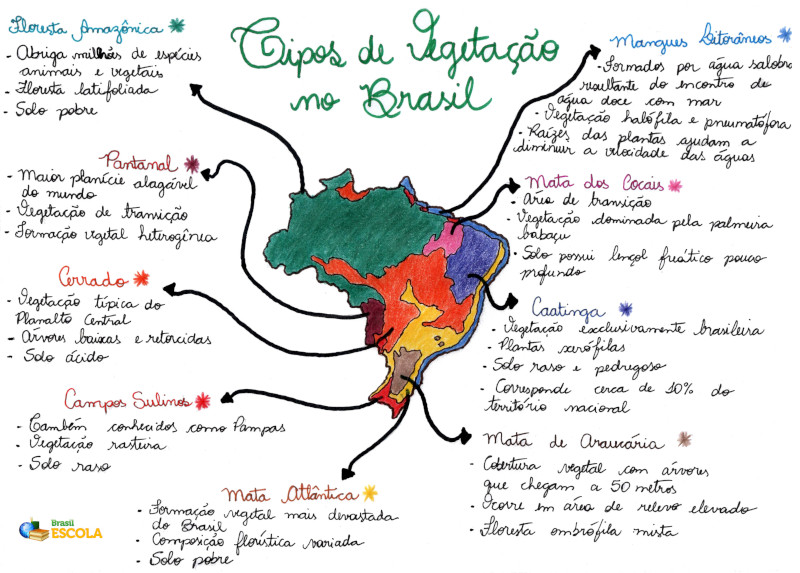 Tipos de Vegetação
no Brasil
Floresta Amazônica
- Abriga milhões de espécies
animais e vegetais
- Floresta latifoliada
- Solo pobre
Pantanal
- Maior planície alagável
do mundo
- Vegetação de transição
- Formação vegetal heterogênea
Cerrado
- Vegetação típica do
Planalto Central
- Árvores baixas e retorcidas
- Solo ácido
Campos Sulinos
- Também conhecidos como Pampas
- Vegetação rasteira
- Solo raso
Mata Atlântica
- Formação vegetal mais devastada
do Brasil
- Composição florística variada
- Solo pobre
Mangues Litorâneos
- Formados por água salobra
resultante do encontro de
água doce com mar
- Vegetação halófila e pneumatófora
- Raízes das plantas ajudam a
diminuir a velocidade das águas
Mata dos Cocais
- Área de transição
- Vegetação dominada pela palmeira
babaçu
- Solo possui lençol freático pouco
profundo
Caatinga
- Vegetação exclusivamente brasileira
- Plantas xerófilas
- Solo raso e pedregoso
- Corresponde cerca de 10% do
território nacional
Mata de Araucária
- Cobertura vegetal com árvores
que chegam a 50 metros
- Ocorre em área de relevo elevado
- Floresta ombrófila mista
Brasil
ESCOLA